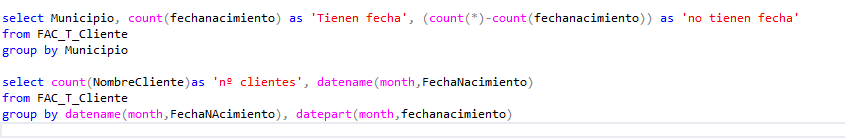 select Municipio, count(fechanacimiento) as 'Tienen fecha', (count(*)-count(fechanacimiento)) as 'no tienen fecha'
from FAC_T_Cliente
group by Municipio
select count(NombreCliente)as 'nº clientes', datename(month,FechaNacimiento)
from FAC_T_Cliente
group by datename(month,FechaNAcimiento), datepart(month,fechanacimiento)